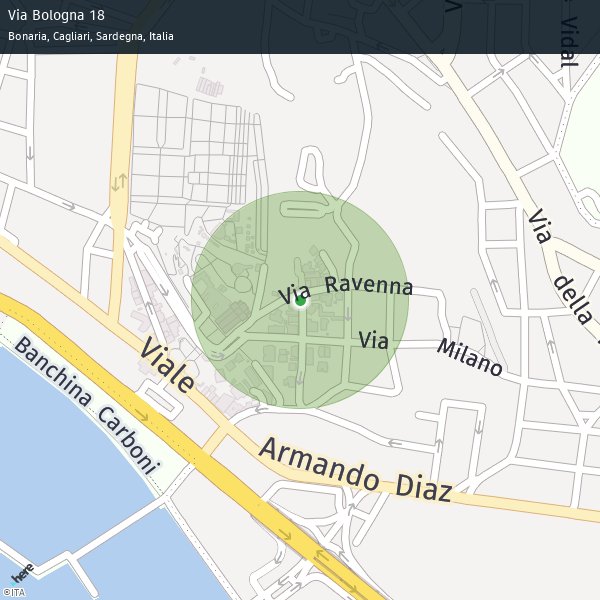 Via Bologna 18
Bonaria, Cagliari, Sardegna, Italia
Vidal
Via
della
Via Ravenna
Via Milano
Viale
Armando Diaz
Banchina Carboni
here
©ITA